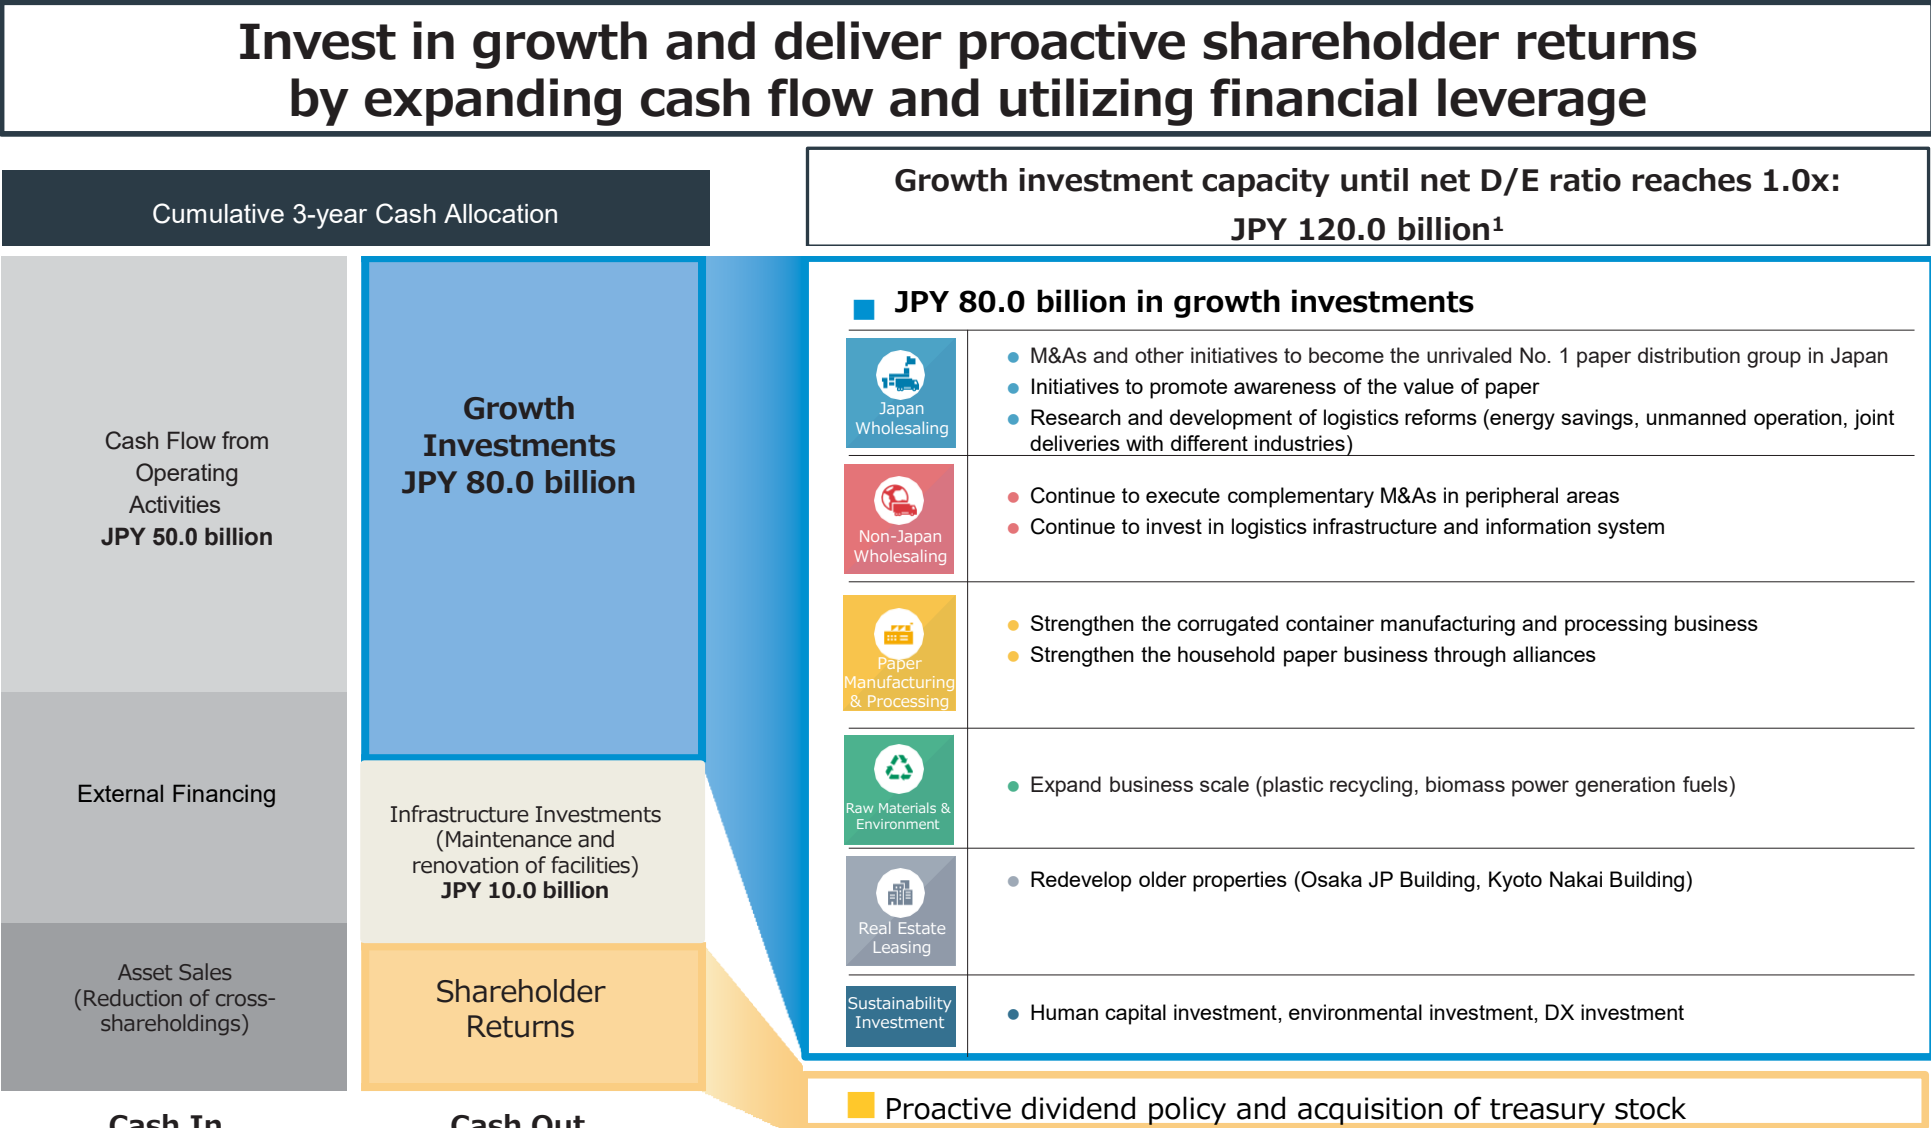 Invest in growth and deliver proactive shareholder returns
by expanding cash flow and utilizing financial leverage
Cumulative 3-year Cash Allocation
Cash Flow from
Operating
Activities
JPY 50.0 billion
External Financing
Asset Sales
(Reduction of cross-
shareholdings)
Cash In
Growth
Investments
JPY 80.0 billion
Infrastructure Investments
(Maintenance and
renovation of facilities)
JPY 10.0 billion
Shareholder
Returns
Cash Out
Growth investment capacity until net D/E ratio reaches 1.0x:
JPY 120.0 billion¹
JPY 80.0 billion in growth investments
Japan
Wholesaling
M&As and other initiatives to become the unrivaled No. 1 paper distribution group in Japan
Initiatives to promote awareness of the value of paper
Research and development of logistics reforms (energy savings, unmanned operation, joint
deliveries with different industries)
Non-Japan
Wholesaling
Continue to execute complementary M&As in peripheral areas
Continue to invest in logistics infrastructure and information system
Paper
Manufacturing
& Processing
Strengthen the corrugated container manufacturing and processing business
Strengthen the household paper business through alliances
Raw Materials &
Environment
Expand business scale (plastic recycling, biomass power generation fuels)
Real Estate
Leasing
Redevelop older properties (Osaka JP Building, Kyoto Nakai Building)
Sustainability
Investment
Human capital investment, environmental investment, DX investment
Proactive dividend policy and acquisition of treasury stock